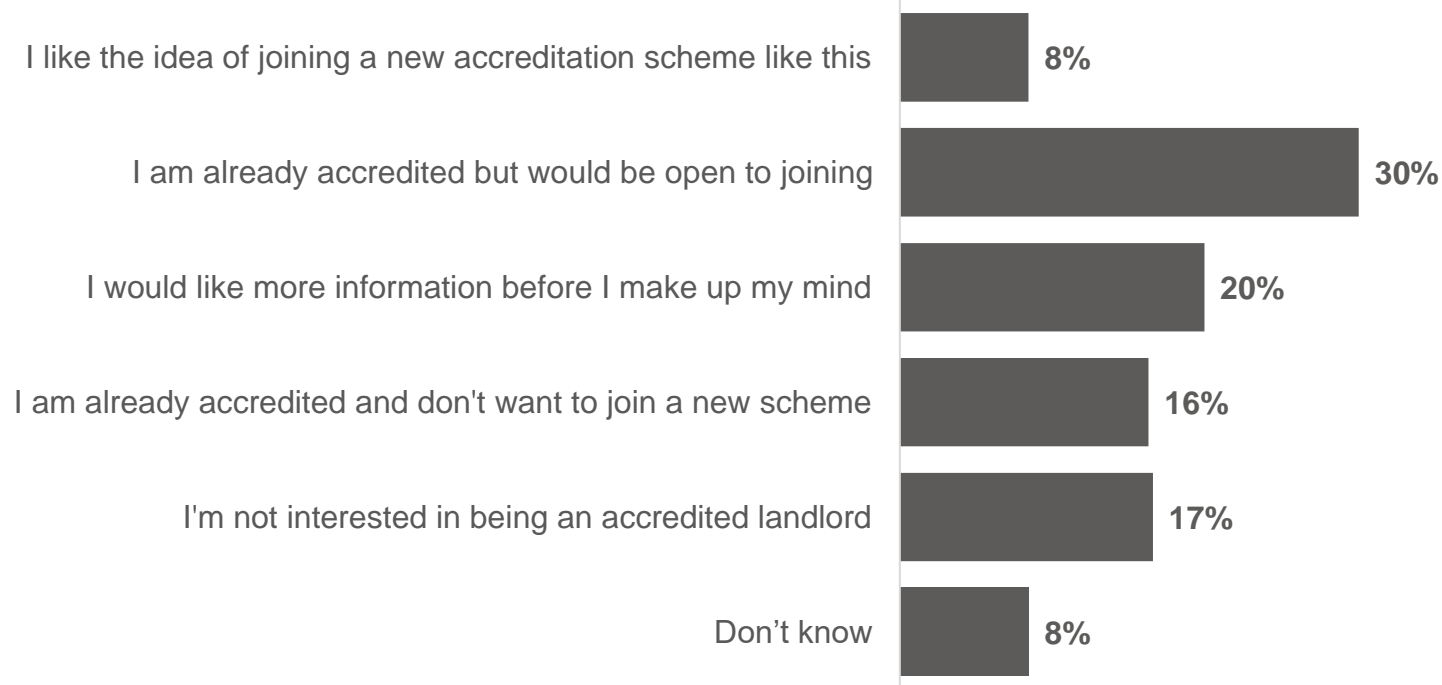 I like the idea of joining a new accreditation scheme like this 8%
I am already accredited but would be open to joining 30%
I would like more information before I make up my mind 20%
I am already accredited and don't want to join a new scheme 16%
I'm not interested in being an accredited landlord 17%
Don’t know 8%